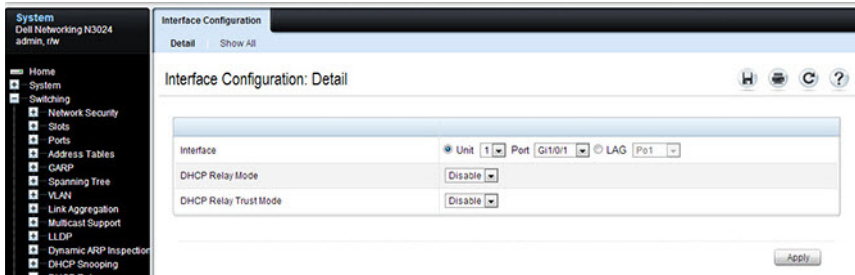 System
Dell Networking N3024
admin, r/w
Interface Configuration
Detail Show All
Home
System
Switching
Network Security
Slots
Ports
Address Tables
GARP
Spanning Tree
VLAN
Link Aggregation
Multicast Support
LLDP
Dynamic ARP Inspection
DHCP Snooping
Interface Configuration: Detail
Interface Unit 1 Port Gi1/0/1 LAG Po1
DHCP Relay Mode Disable
DHCP Relay Trust Mode Disable
Apply